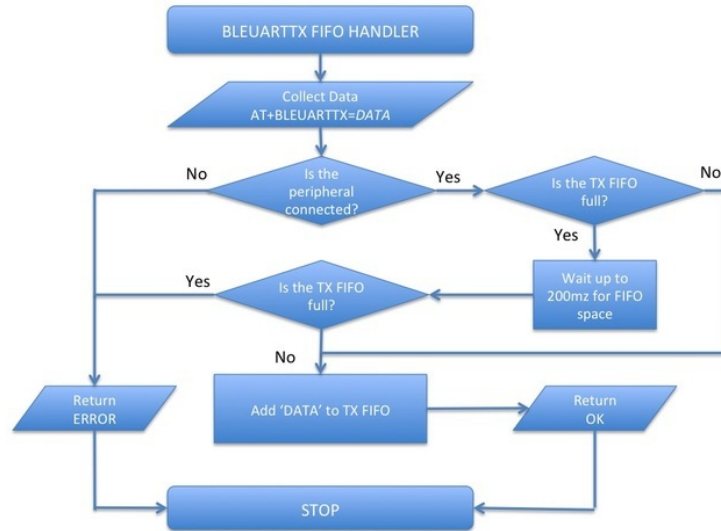 BLEUARTTX FIFO HANDLER
Collect Data
AT+BLEUARTTX=DATA
No
Is the
peripheral
connected?
Yes
Is the TX FIFO
full?
No
Yes
Yes
Is the TX FIFO
full?
Wait up to
200mz for FIFO
space
No
Return
ERROR
Add ‘DATA’ to TX FIFO
Return
OK
STOP